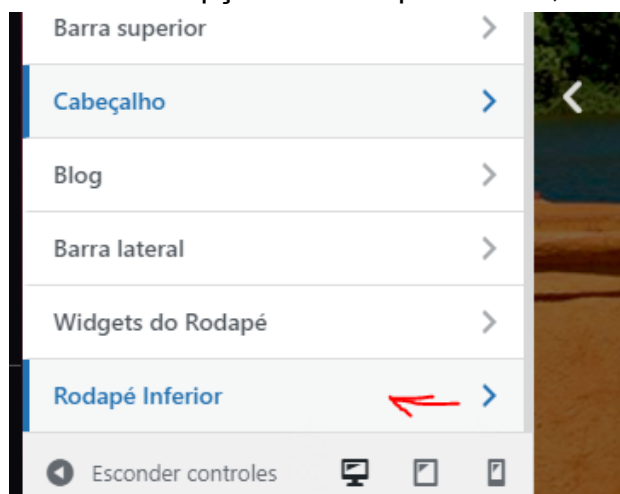 Barra superior
Cabeçalho
Blog
Barra lateral
Widgets do Rodapé
Rodapé Inferior
Esconder controles